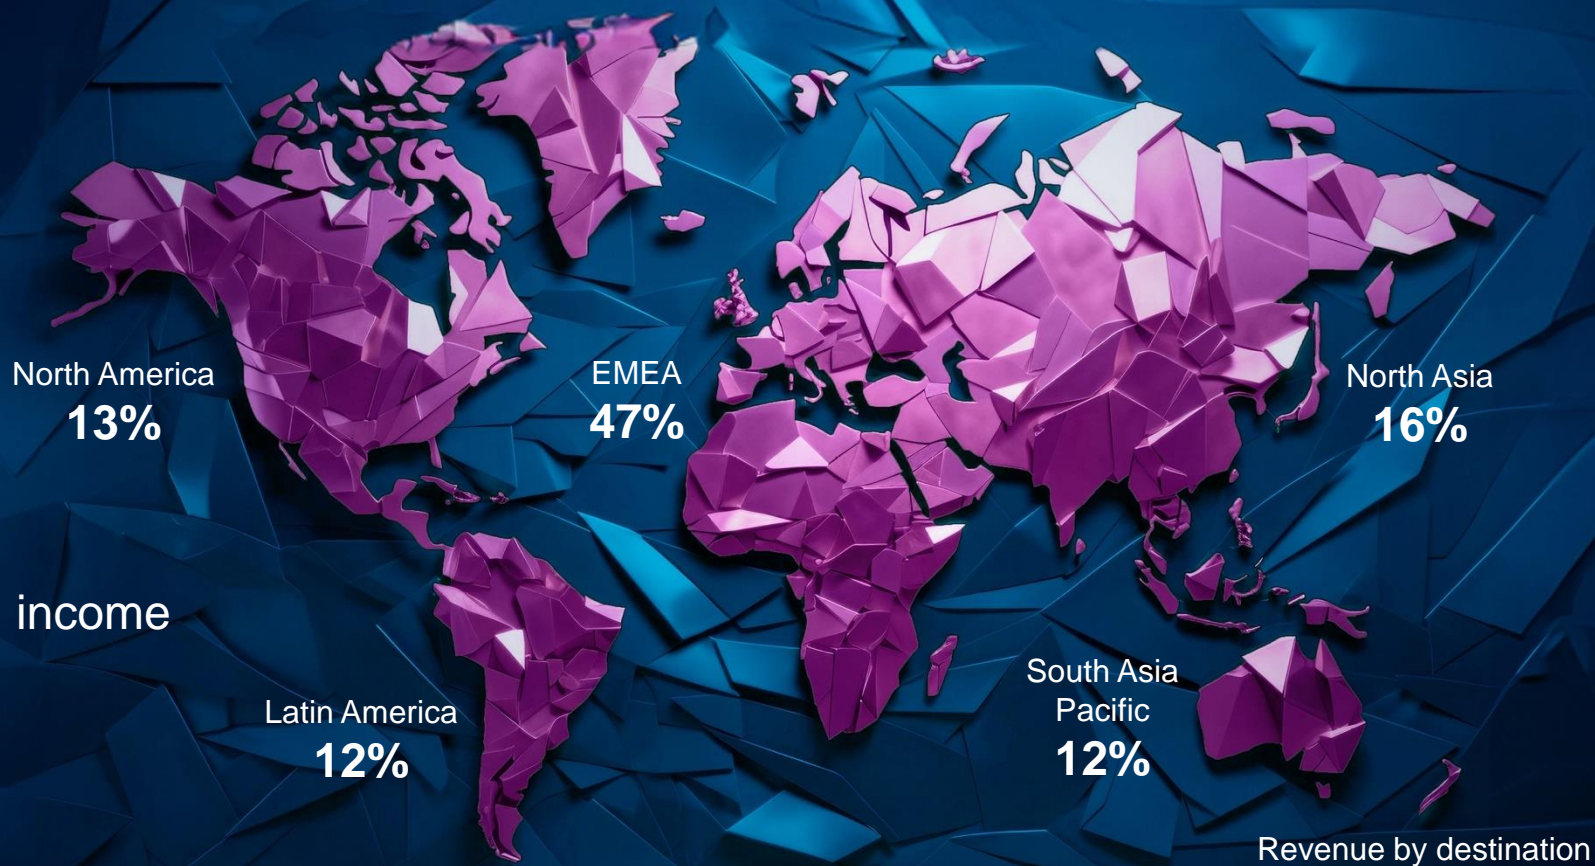 North America
13%
EMEA
47%
North Asia
16%
income
Latin America
12%
South Asia
Pacific
12%
Revenue by destination